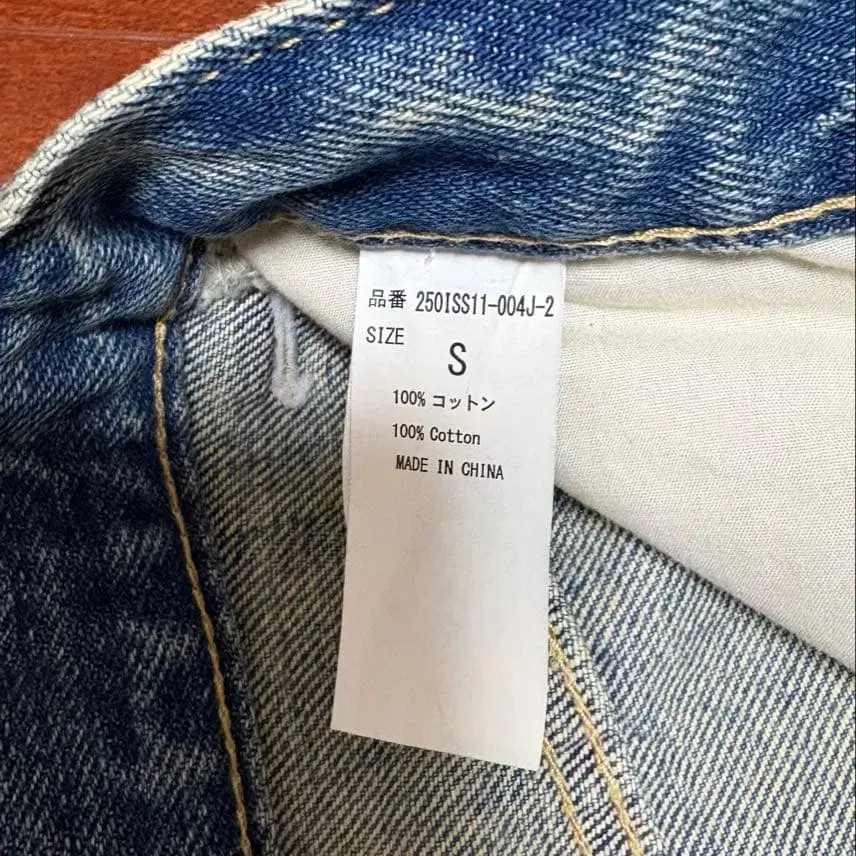 品番 250ISS11-004J-2
SIZE
S
100% コットン
100% Cotton
MADE IN CHINA